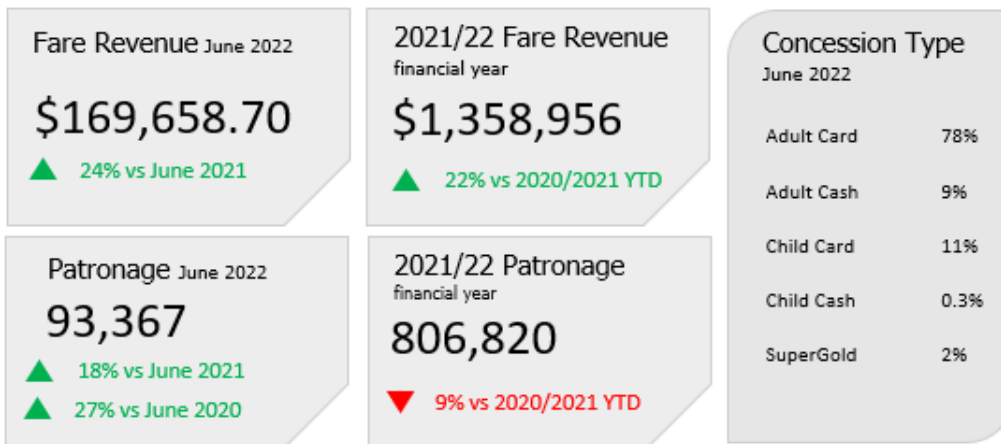 Fare Revenue June 2022
$169,658.70
24% vs June 2021
2021/22 Fare Revenue
financial year
$1,358,956
22% vs 2020/2021 YTD
Patronage June 2022
93,367
18% vs June 2021
27% vs June 2020
2021/22 Patronage
financial year
806,820
9% vs 2020/2021 YTD
Concession Type
June 2022
Adult Card 78%
Adult Cash 9%
Child Card 11%
Child Cash 0.3%
SuperGold 2%